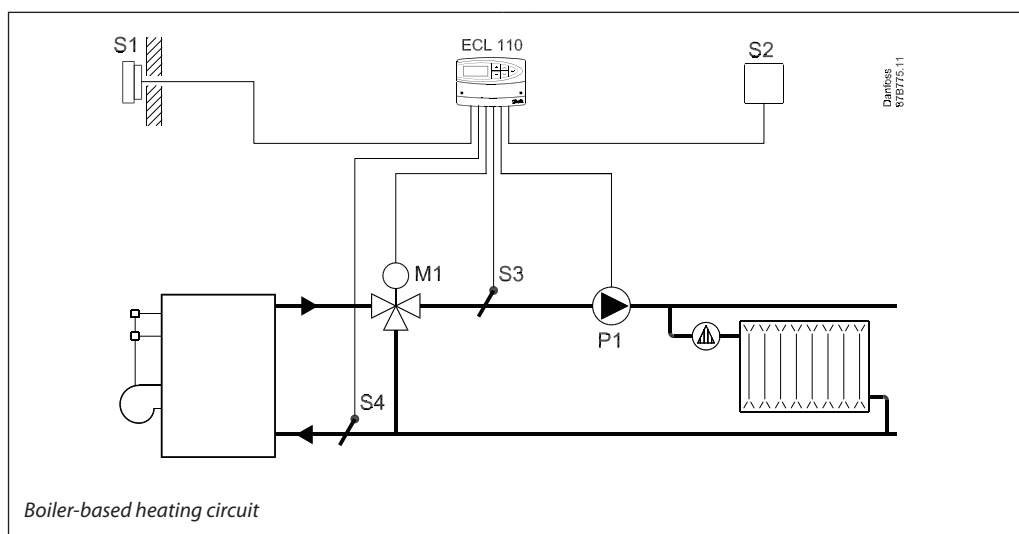 S1
ECL 110
S2
Danfoss
87B775.11
M1
S3
P1
S4
Boiler-based heating circuit